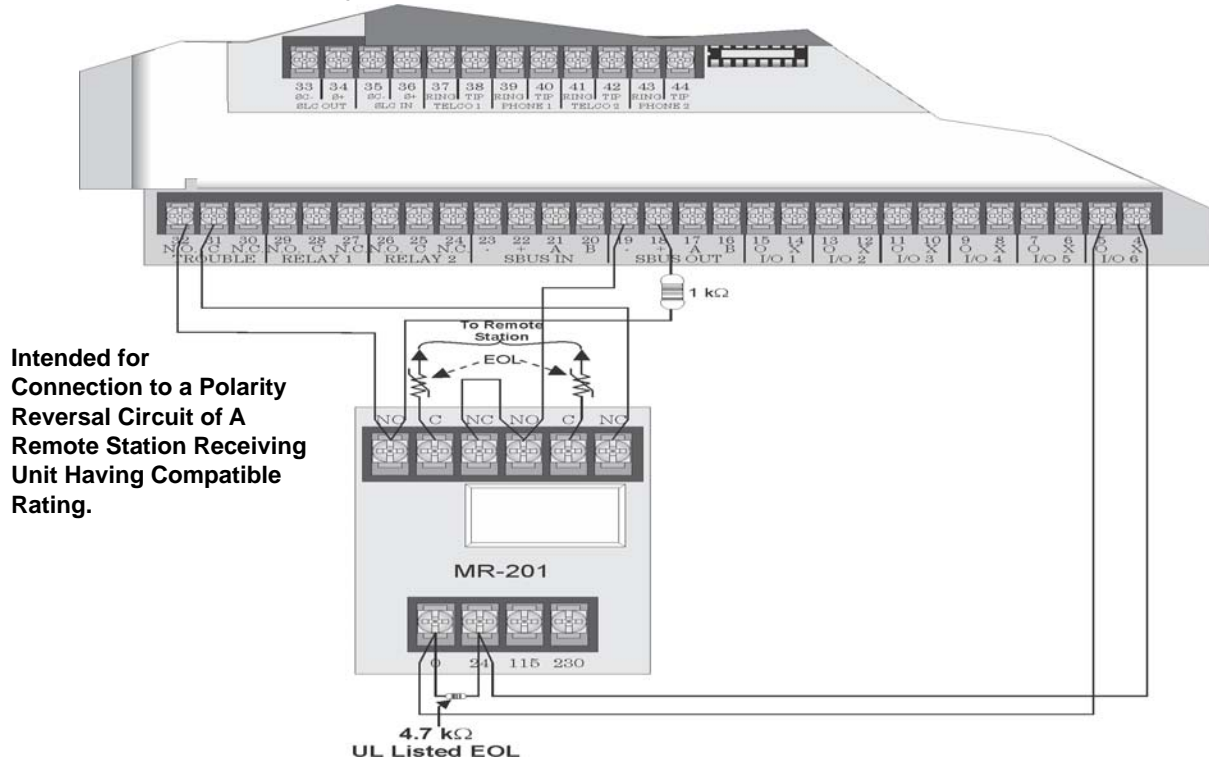 33 34 35 36 37 38 39 40 41 42 43 44
SC- S+ SC- S+ RING TIP RING TIP RING TIP RING TIP
SLC OUT SLC IN TELCO 1 PHONE 1 TELCO 2 PHONE 2
32 31 30 29 28 27 26 25 24 23 22 21 20 19 18 17 16 15 14 13 12 11 10 9 8 7 6 5 4
NO C NC NO C NC NO C NC - + A B - + A B O X O X O X O X O X O X
TROUBLE RELAY 1 RELAY 2 SBUS IN SBUS OUT I/O 1 I/O 2 I/O 3 I/O 4 I/O 5 I/O 6
1 kΩ
To Remote
Station
EOL
Intended for
Connection to a Polarity
Reversal Circuit of A
Remote Station Receiving
Unit Having Compatible
Rating.
NO C NC NO C NC
MR-201
0 24 115 230
4.7 kΩ
UL Listed EOL